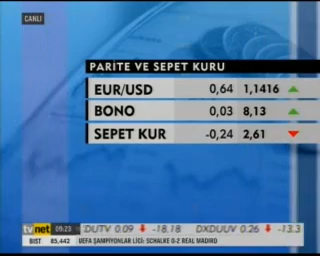 CANLI
PARİTE VE SEPET KURU
EUR/USD 0,64 1,1416
BONO 0,03 8,13
SEPET KUR -0,24 2,61
tvnet 09:23 DUTV 0.09 -18.18 DXDUUV 0.26 -13.3
BIST 85,442 UEFA ŞAMPİYONLAR LİGİ: SCHALKE 0-2 REAL MADRID